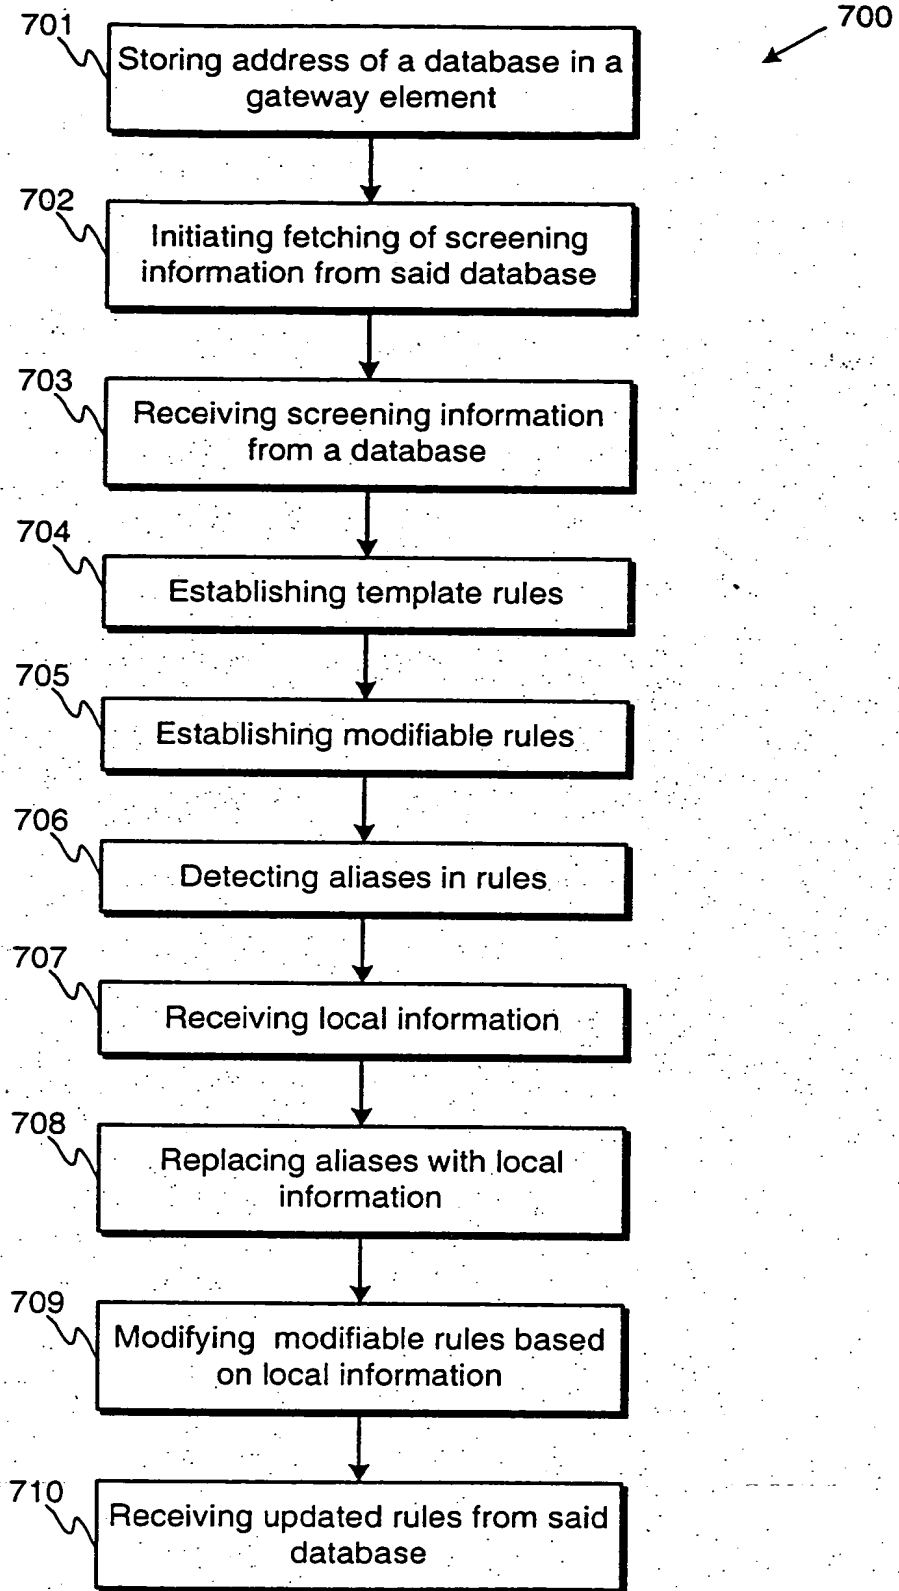 700
701
Storing address of a database in a
gateway element
702
Initiating fetching of screening
information from said database
703
Receiving screening information
from a database
704
Establishing template rules
705
Establishing modifiable rules
706
Detecting aliases in rules
707
Receiving local information
708
Replacing aliases with local
information
709
Modifying modifiable rules based
on local information
710
Receiving updated rules from said
database